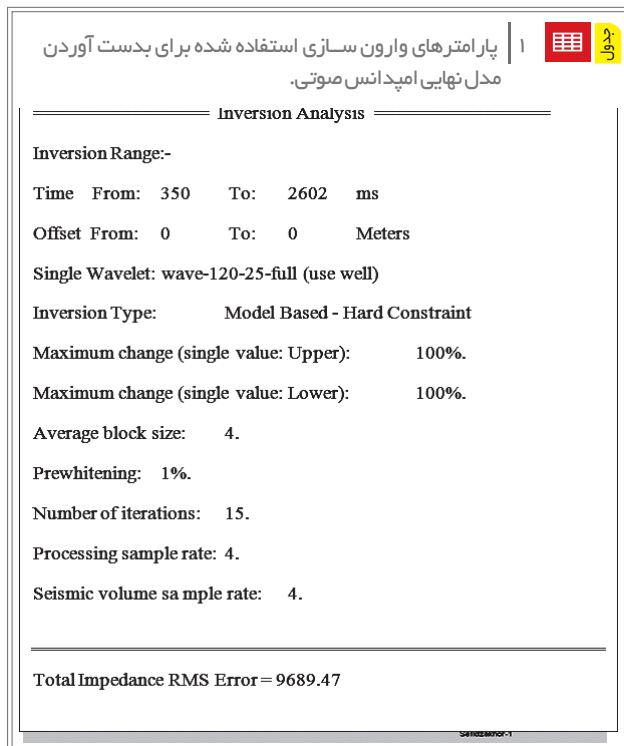 جدول
۱ پارامترهای وارون سازی استفاده شده برای بدست آوردن
مدل نهایی امپدانس صوتی.
Inversion Analysis
Inversion Range:-
Time From: 350 To: 2602 ms
Offset From: 0 To: 0 Meters
Single Wavelet: wave-120-25-full (use well)
Inversion Type: Model Based - Hard Constraint
Maximum change (single value: Upper): 100%.
Maximum change (single value: Lower): 100%.
Average block size: 4.
Prewhitening: 1%.
Number of iterations: 15.
Processing sample rate: 4.
Seismic volume sa mple rate: 4.
Total Impedance RMS Error = 9689.47